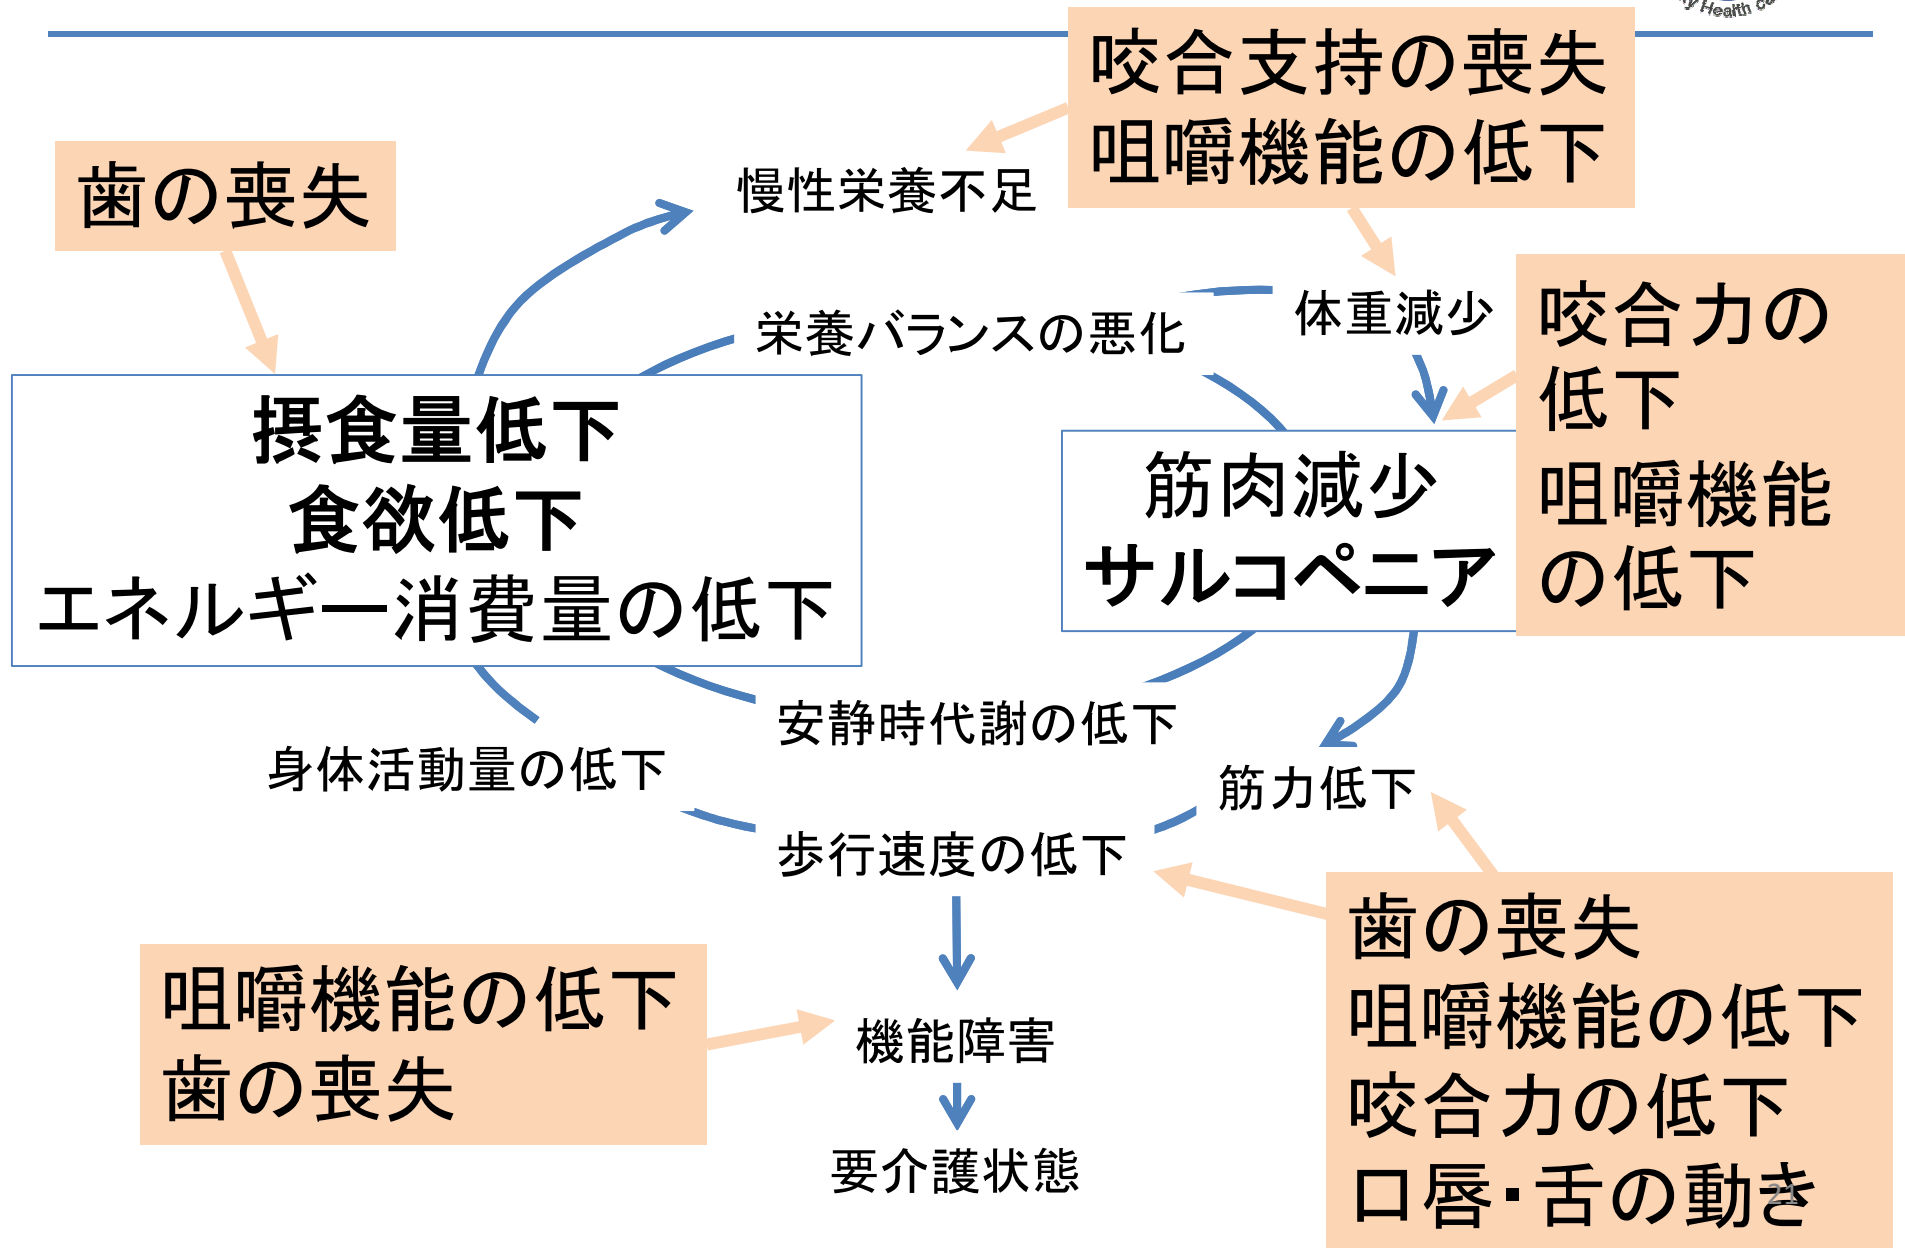 y Health ca
咬合支持の喪失
咀嚼機能の低下
歯の喪失
慢性栄養不足
栄養バランスの悪化
体重減少
咬合力の
低下
咀嚼機能
の低下
摂食量低下
食欲低下
エネルギー消費量の低下
筋肉減少
サルコペニア
安静時代謝の低下
身体活動量の低下
筋力低下
歩行速度の低下
歯の喪失
咀嚼機能の低下
咬合力の低下
口唇・舌の動き
咀嚼機能の低下
歯の喪失
機能障害
要介護状態
21